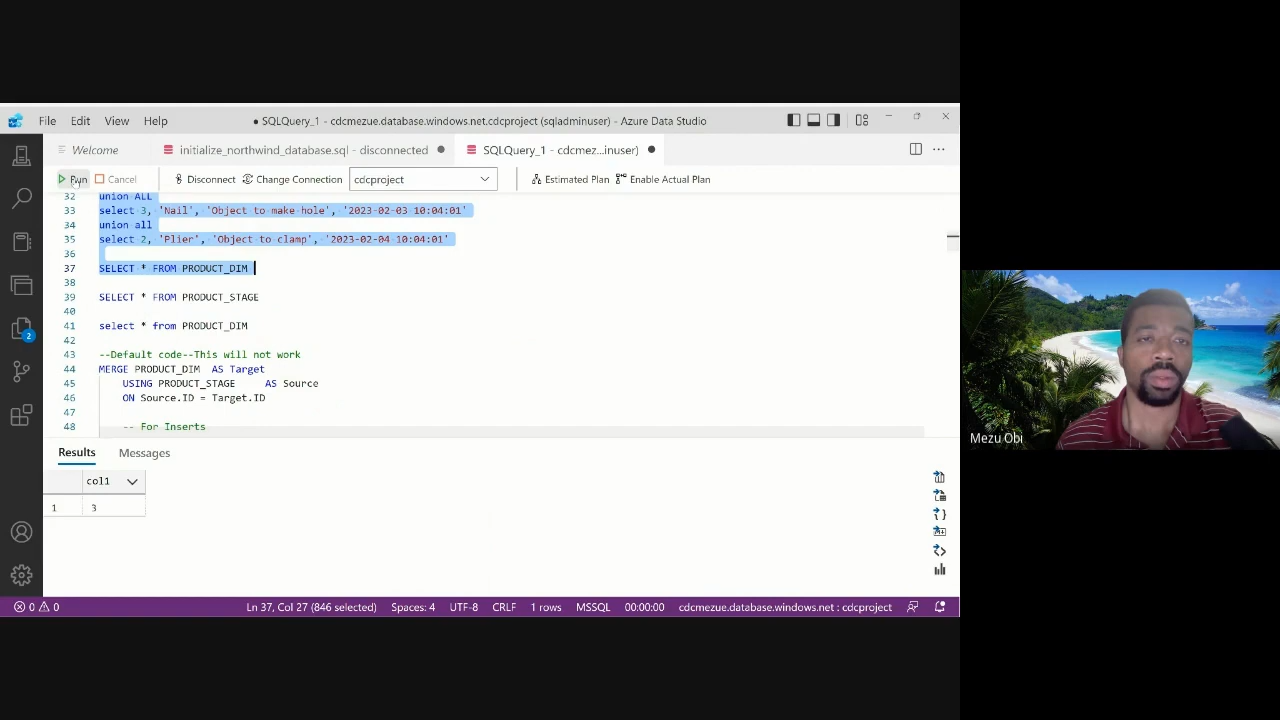 File Edit View Help
● SQLQuery_1 - cdcmezue.database.windows.net.cdcproject (sqladminuser) - Azure Data Studio
Welcome
initialize_northwind_database.sql - disconnected ●
SQLQuery_1 - cdcmez...inuser) ●
Run Cancel Disconnect Change Connection cdcproject Estimated Plan Enable Actual Plan
32 union ALL
33 select 3, 'Nail', 'Object to make hole', '2023-02-03 10:04:01'
34 union all
35 select 2, 'Plier', 'Object to clamp', '2023-02-04 10:04:01'
36
37 SELECT * FROM PRODUCT_DIM
38
39 SELECT * FROM PRODUCT_STAGE
40
41 select * from PRODUCT_DIM
42
43 --Default code--This will not work
44 MERGE PRODUCT_DIM AS Target
45 USING PRODUCT_STAGE AS Source
46 ON Source.ID = Target.ID
47
48 -- For Inserts
2
Mezu Obi
Results Messages
col1
1 3
0 0 Ln 37, Col 27 (846 selected) Spaces: 4 UTF-8 CRLF 1 rows MSSQL 00:00:00 cdcmezue.database.windows.net : cdcproject